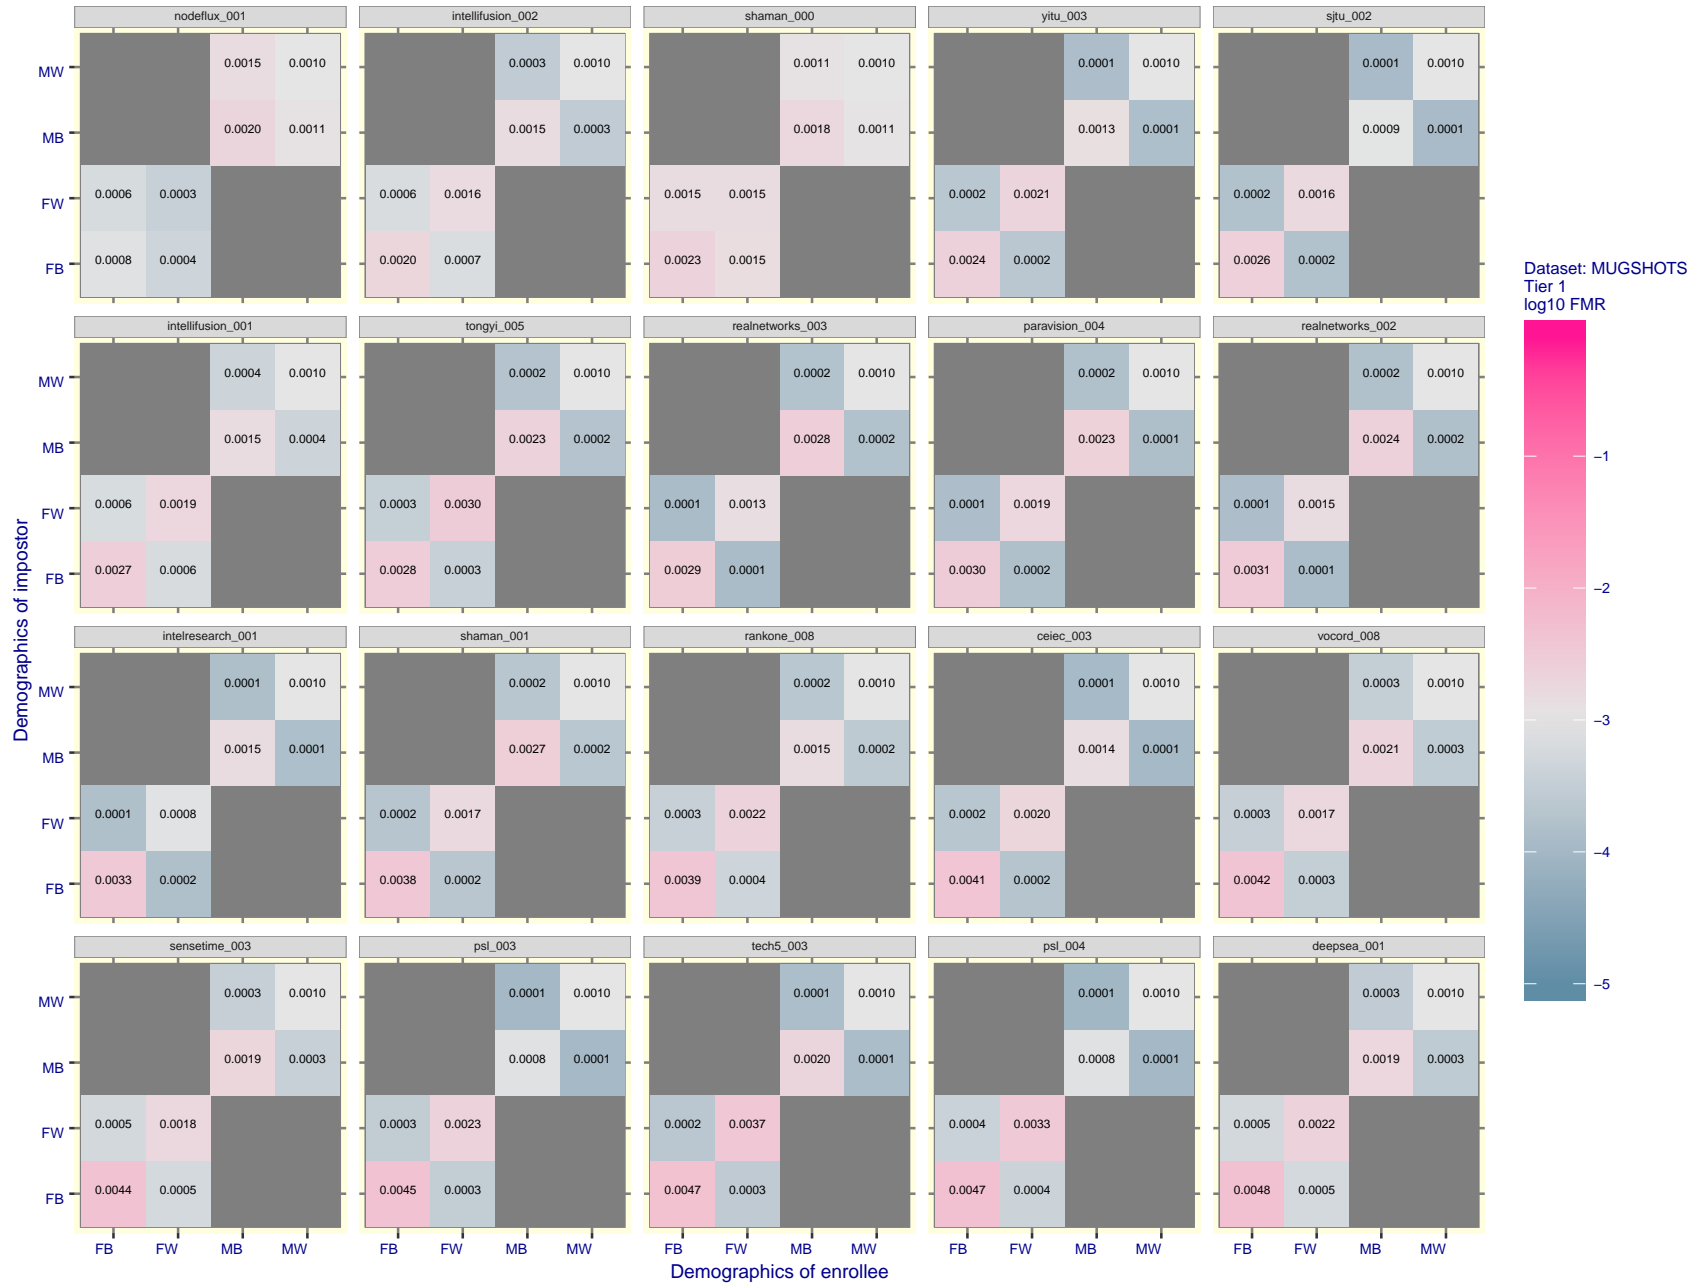 nodeflux_001 intellifusion_002 shaman_000 yitu_003 sjtu_002
MW 0.0015 0.0010 0.0003 0.0010 0.0011 0.0010 0.0001 0.0010 0.0001 0.0010
MB 0.0020 0.0011 0.0015 0.0003 0.0018 0.0011 0.0013 0.0001 0.0009 0.0001
FW 0.0006 0.0003 0.0006 0.0016 0.0015 0.0015 0.0002 0.0021 0.0002 0.0016
FB 0.0008 0.0004 0.0020 0.0007 0.0023 0.0015 0.0024 0.0002 0.0026 0.0002
intellifusion_001 tongyi_005 realnetworks_003 paravision_004 realnetworks_002
MW 0.0004 0.0010 0.0002 0.0010 0.0002 0.0010 0.0002 0.0010 0.0002 0.0010
MB 0.0015 0.0004 0.0023 0.0002 0.0028 0.0002 0.0023 0.0001 0.0024 0.0002
FW 0.0006 0.0019 0.0003 0.0030 0.0001 0.0013 0.0001 0.0019 0.0001 0.0015
FB 0.0027 0.0006 0.0028 0.0003 0.0029 0.0001 0.0030 0.0002 0.0031 0.0001
intelresearch_001 shaman_001 rankone_008 ceiec_003 vocord_008
MW 0.0001 0.0010 0.0002 0.0010 0.0002 0.0010 0.0001 0.0010 0.0003 0.0010
MB 0.0015 0.0001 0.0027 0.0002 0.0015 0.0002 0.0014 0.0001 0.0021 0.0003
FW 0.0001 0.0008 0.0002 0.0017 0.0003 0.0022 0.0002 0.0020 0.0003 0.0017
FB 0.0033 0.0002 0.0038 0.0002 0.0039 0.0004 0.0041 0.0002 0.0042 0.0003
sensetime_003 psl_003 tech5_003 psl_004 deepsea_001
MW 0.0003 0.0010 0.0001 0.0010 0.0001 0.0010 0.0001 0.0010 0.0003 0.0010
MB 0.0019 0.0003 0.0008 0.0001 0.0020 0.0001 0.0008 0.0001 0.0019 0.0003
FW 0.0005 0.0018 0.0003 0.0023 0.0002 0.0037 0.0004 0.0033 0.0005 0.0022
FB 0.0044 0.0005 0.0045 0.0003 0.0047 0.0003 0.0047 0.0004 0.0048 0.0005
FB FW MB MW FB FW MB MW FB FW MB MW FB FW MB MW FB FW MB MW
Demographics of enrollee
Demographics of impostor
Dataset: MUGSHOTS
Tier 1
log10 FMR
−1
−2
−3
−4
−5